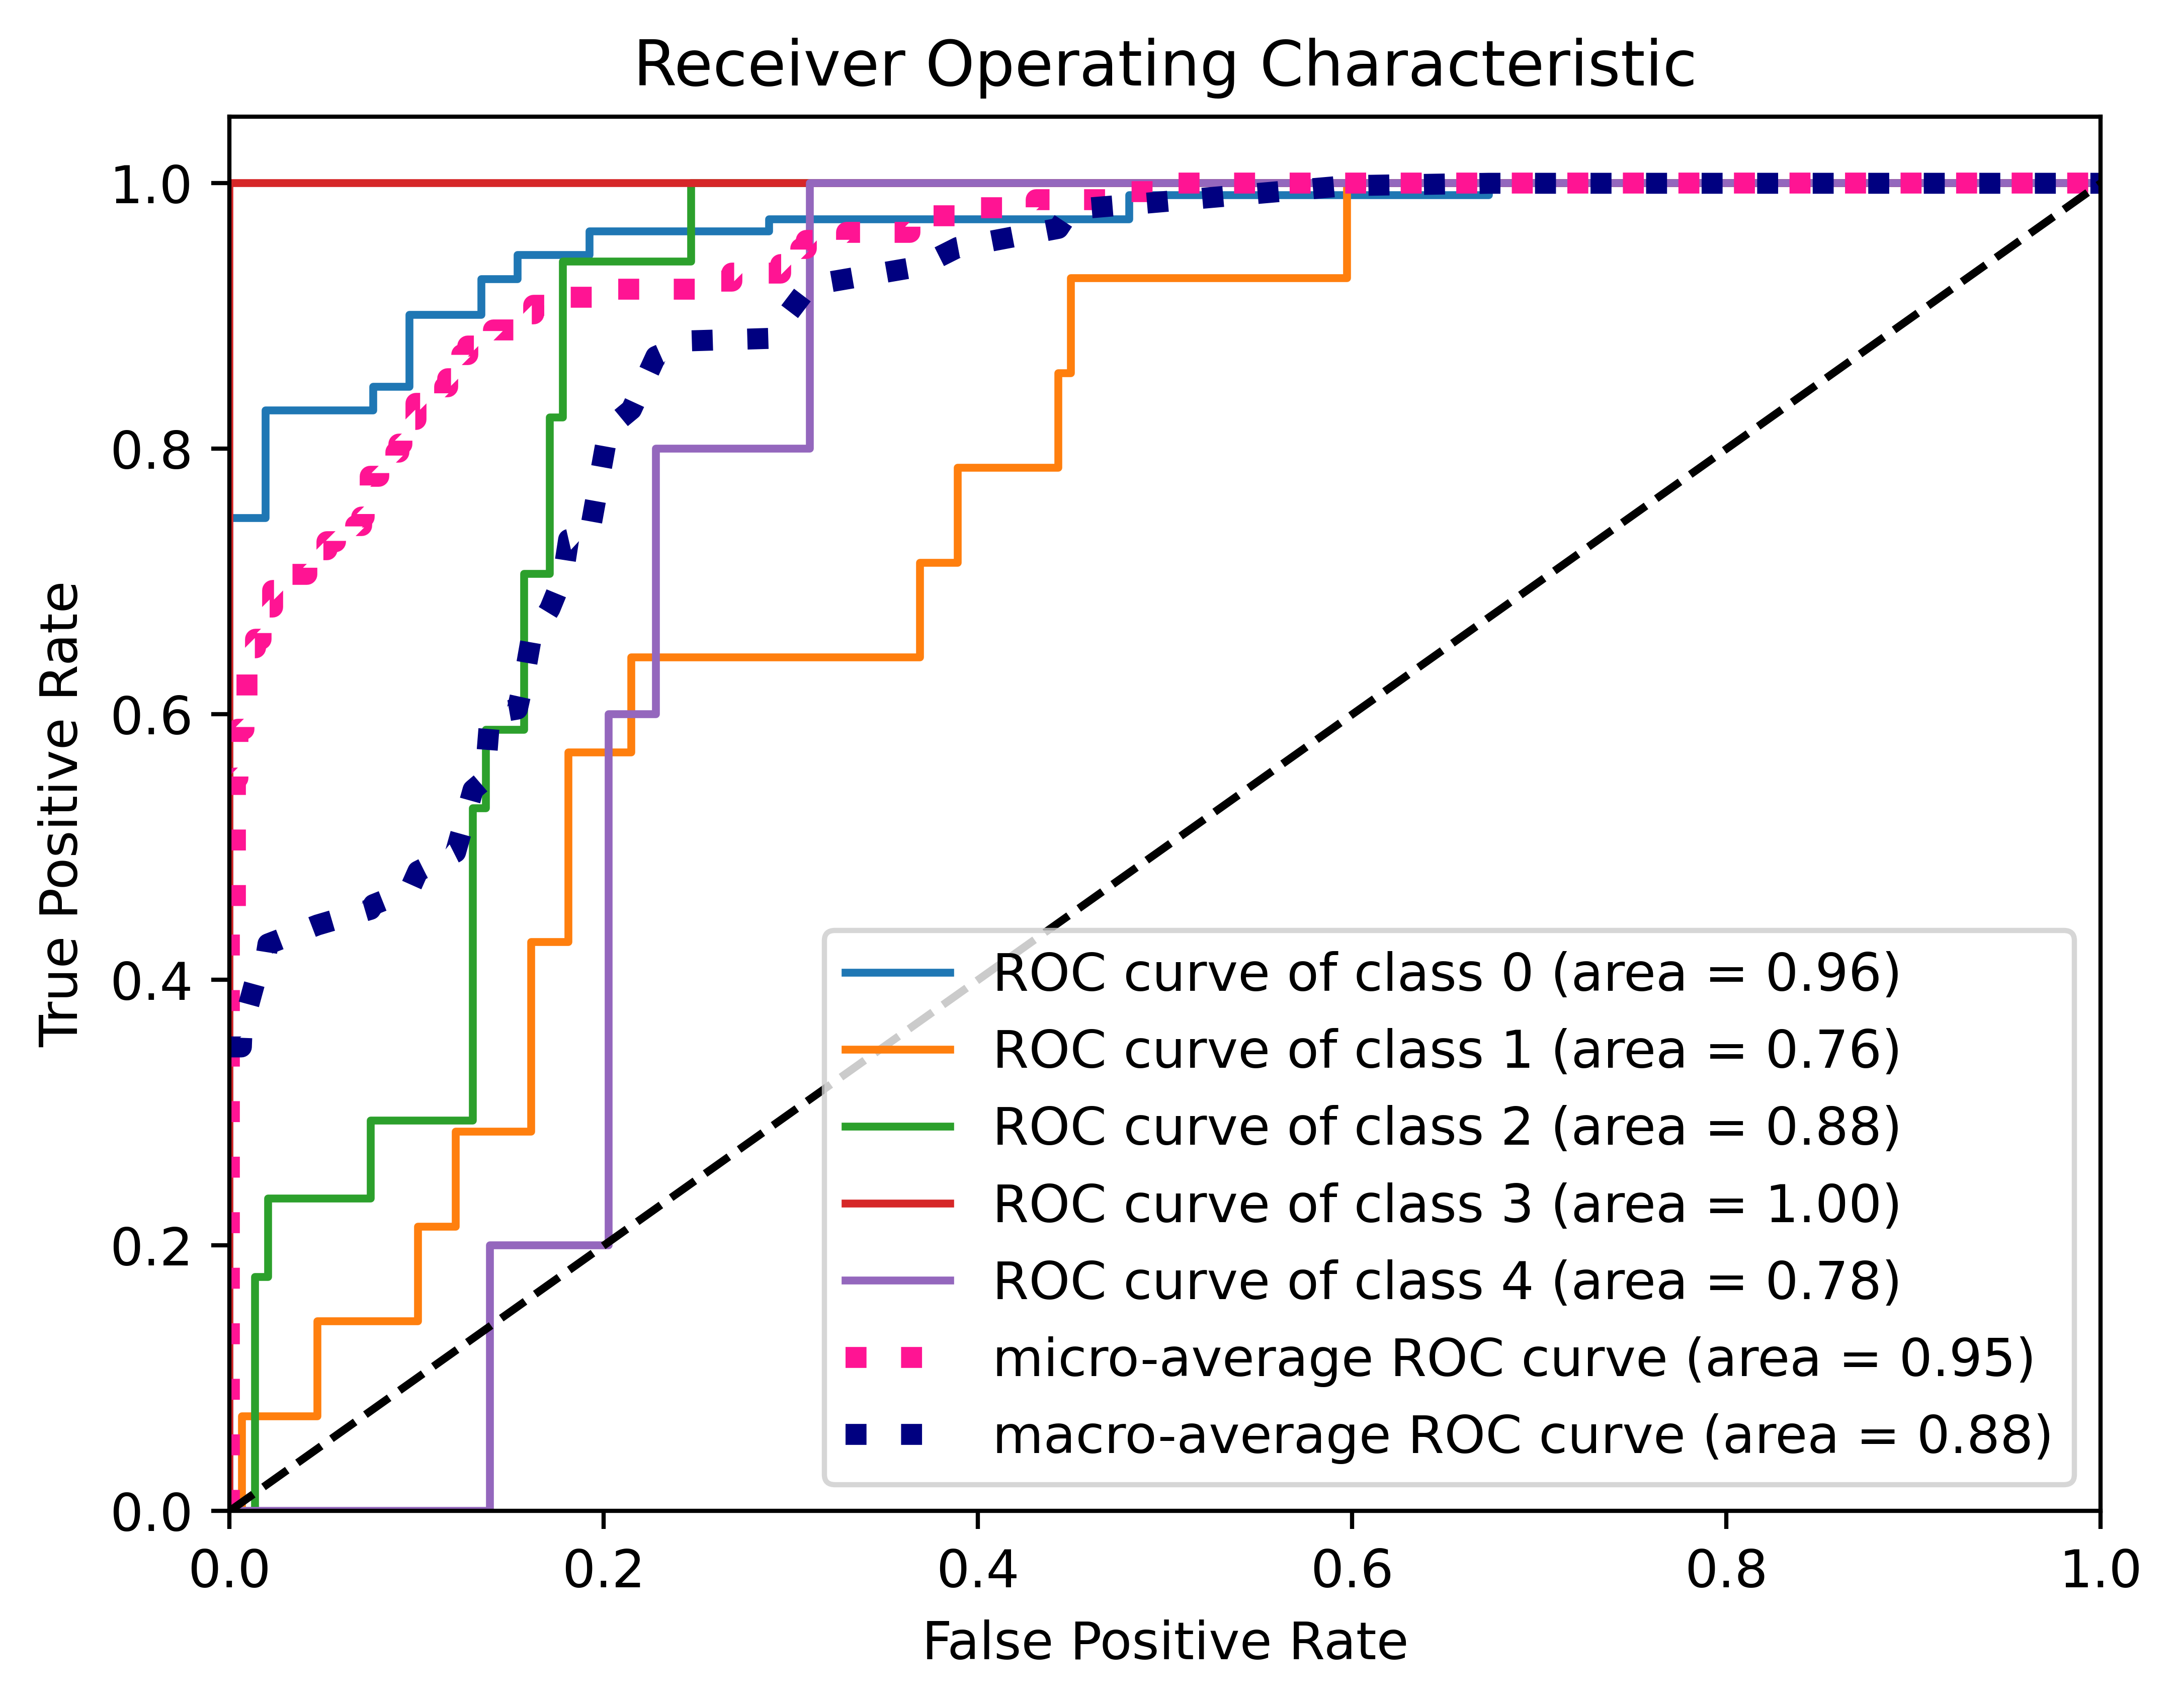 Receiver Operating Characteristic
1.0
0.8
0.6
0.4
0.2
0.0
True Positive Rate
ROC curve of class 0 (area = 0.96)
ROC curve of class 1 (area = 0.76)
ROC curve of class 2 (area = 0.88)
ROC curve of class 3 (area = 1.00)
ROC curve of class 4 (area = 0.78)
micro-average ROC curve (area = 0.95)
macro-average ROC curve (area = 0.88)
0.0 0.2 0.4 0.6 0.8 1.0
False Positive Rate